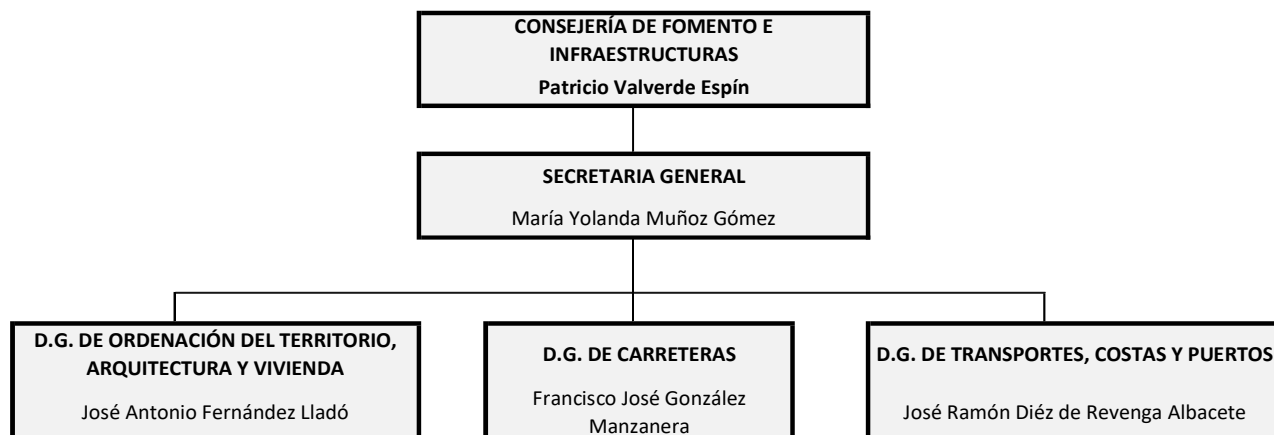 CONSEJERÍA DE FOMENTO E
INFRAESTRUCTURAS
Patricio Valverde Espín
SECRETARIA GENERAL
María Yolanda Muñoz Gómez
D.G. DE ORDENACIÓN DEL TERRITORIO,
ARQUITECTURA Y VIVIENDA
José Antonio Fernández Lladó
D.G. DE CARRETERAS
Francisco José González
Manzanera
D.G. DE TRANSPORTES, COSTAS Y PUERTOS
José Ramón Diéz de Revenga Albacete